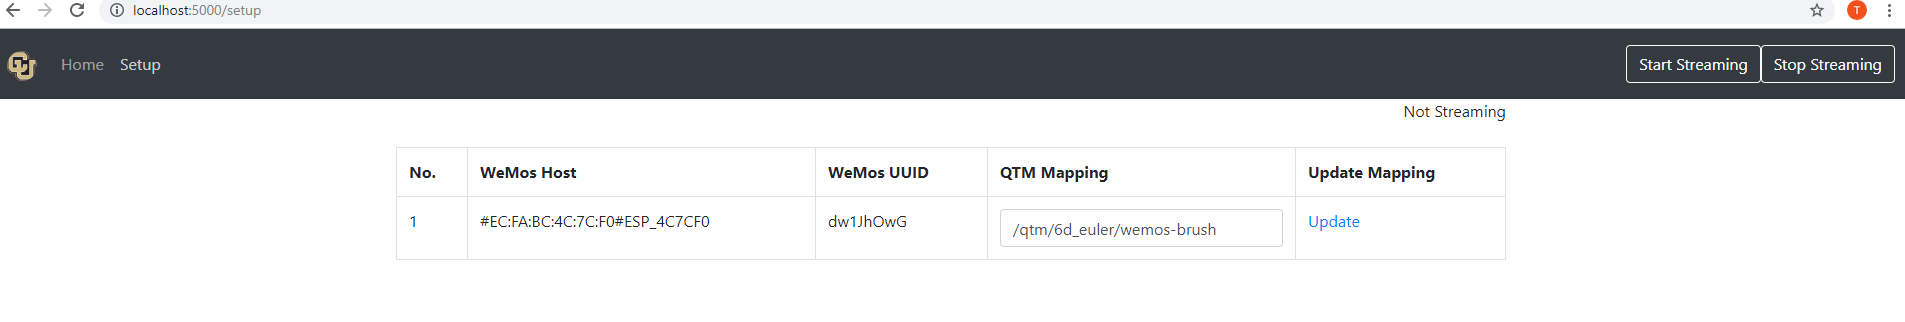 localhost:5000/setup
T
CU
Home Setup Start Streaming Stop Streaming
Not Streaming
No. WeMos Host WeMos UUID QTM Mapping Update Mapping
1 #EC:FA:BC:4C:7C:F0#ESP_4C7CF0 dw1JhOwG /qtm/6d_euler/wemos-brush Update